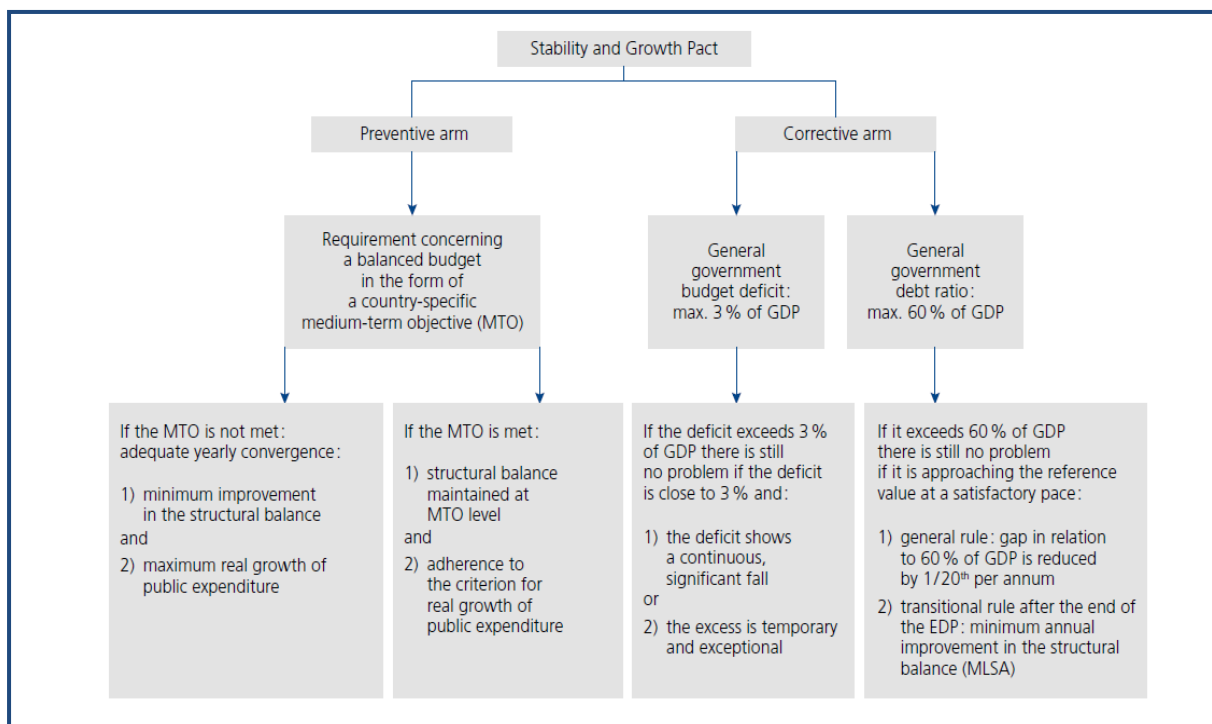 Stability and Growth Pact
Preventive arm
Corrective arm
Requirement concerning
a balanced budget
in the form of
a country-specific
medium-term objective (MTO)
General
government
budget deficit :
max. 3 % of GDP
General
government
debt ratio :
max. 60 % of GDP
If the MTO is not met :
adequate yearly convergence :
1) minimum improvement
in the structural balance
and
2) maximum real growth of
public expenditure
If the MTO is met :
1) structural balance
maintained at
MTO level
and
2) adherence to
the criterion for
real growth of
public expenditure
If the deficit exceeds 3 %
of GDP there is still
no problem if the deficit
is close to 3 % and :
1) the deficit shows
a continuous,
significant fall
or
2) the excess is temporary
and exceptional
If it exceeds 60 % of GDP
there is still no problem
if it is approaching the reference
value at a satisfactory pace :
1) general rule : gap in relation
to 60 % of GDP is reduced
by 1/20th per annum
2) transitional rule after the end of
the EDP : minimum annual
improvement in the structural
balance (MLSA)